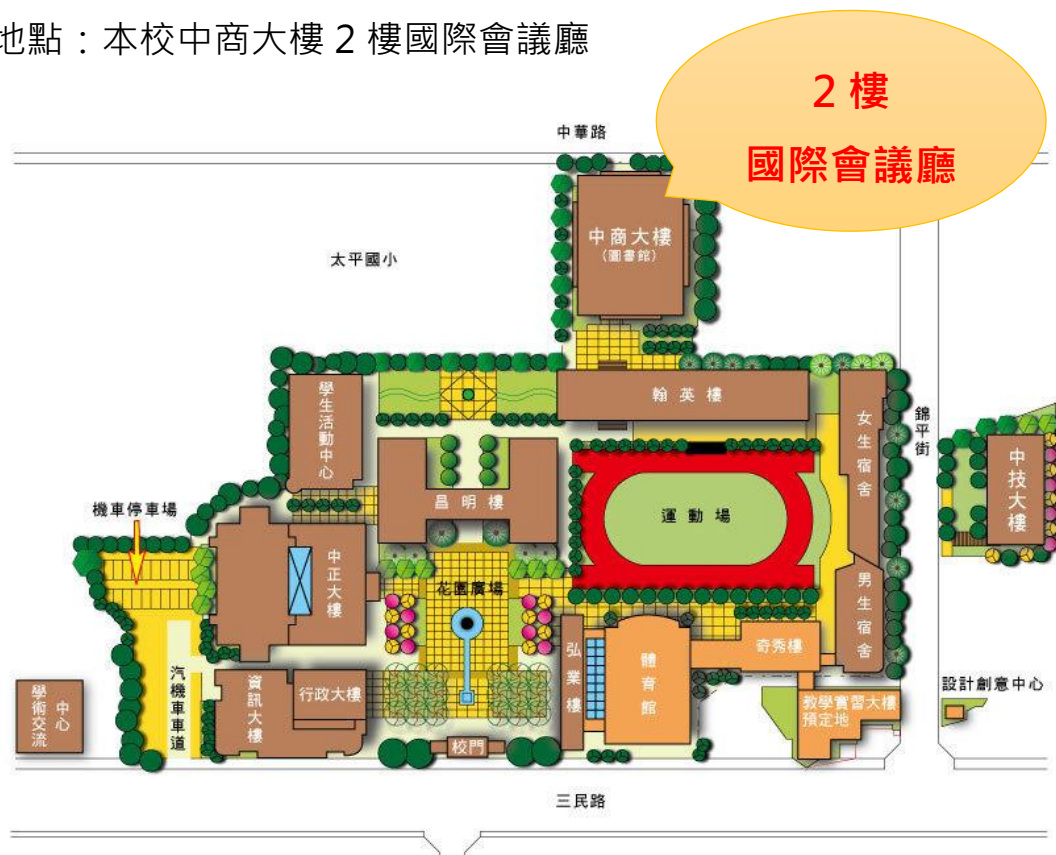 地點：本校中商大樓 2 樓國際會議廳
2 樓
國際會議廳
中華路
中商大樓
(圖書館)
太平國小
翰英樓
學生活動中心
女生宿舍
錦平街
中技大樓
昌明樓
運動場
機車停車場
中正大樓
花園廣場
男生宿舍
弘業樓
體育館
奇秀樓
設計創意中心
學術交流
中心
汽機車車道
資訊大樓
行政大樓
教學實習大樓
預定地
校門
三民路